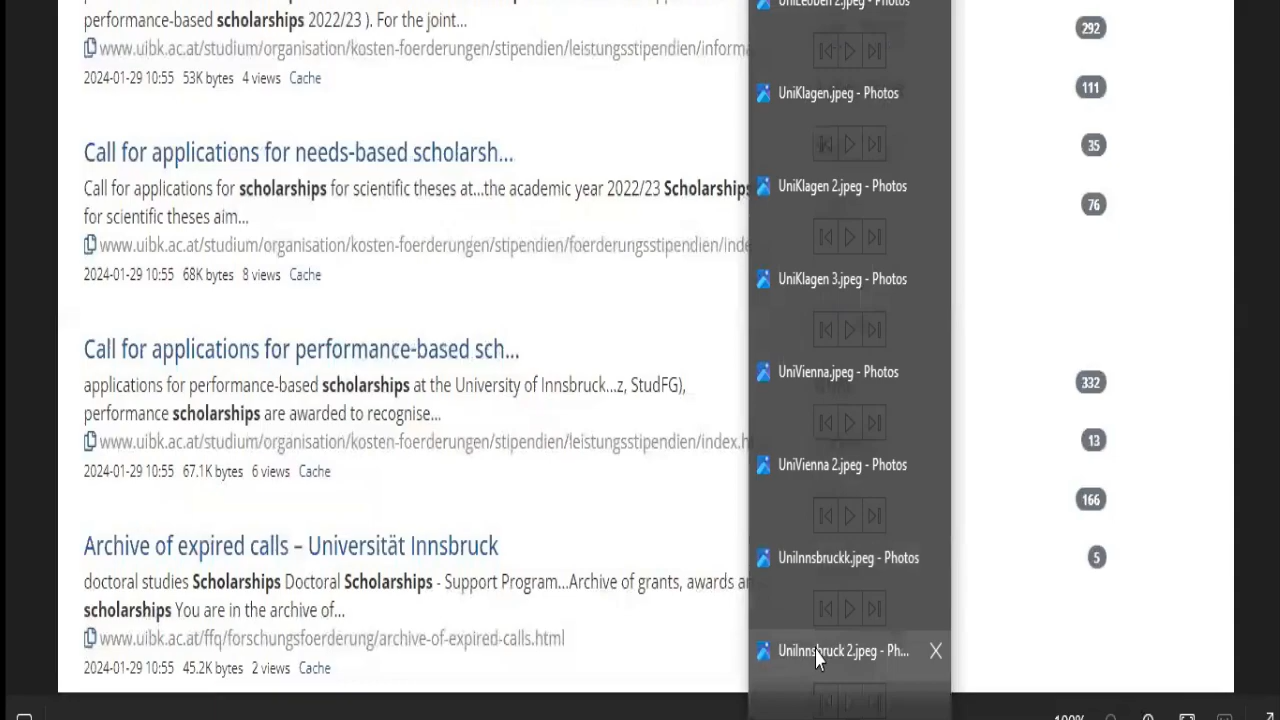 performance-based scholarships 2022/23 ). For the joint...
www.uibk.ac.at/studium/organisation/kosten-foerderungen/stipendien/leistungsstipendien/informa
2024-01-29 10:55 53K bytes 4 views Cache
Call for applications for needs-based scholarsh...
Call for applications for scholarships for scientific theses at...the academic year 2022/23 Scholarships
for scientific theses aim...
www.uibk.ac.at/studium/organisation/kosten-foerderungen/stipendien/foerderungsstipendien/inde
2024-01-29 10:55 68K bytes 8 views Cache
Call for applications for performance-based sch...
applications for performance-based scholarships at the University of Innsbruck...z, StudFG),
performance scholarships are awarded to recognise...
www.uibk.ac.at/studium/organisation/kosten-foerderungen/stipendien/leistungsstipendien/index.h
2024-01-29 10:55 67.1K bytes 6 views Cache
Archive of expired calls – Universität Innsbruck
doctoral studies Scholarships Doctoral Scholarships - Support Program...Archive of grants, awards an
scholarships You are in the archive of...
www.uibk.ac.at/ffq/forschungsfoerderung/archive-of-expired-calls.html
2024-01-29 10:55 45.2K bytes 2 views Cache
UniLeoben 2.jpeg - Photos
UniKlagen.jpeg - Photos
UniKlagen 2.jpeg - Photos
UniKlagen 3.jpeg - Photos
UniVienna.jpeg - Photos
UniVienna 2.jpeg - Photos
UniInnsbruckk.jpeg - Photos
UniInnsbruck 2.jpeg - Ph...
292
111
35
76
332
13
166
5
100%